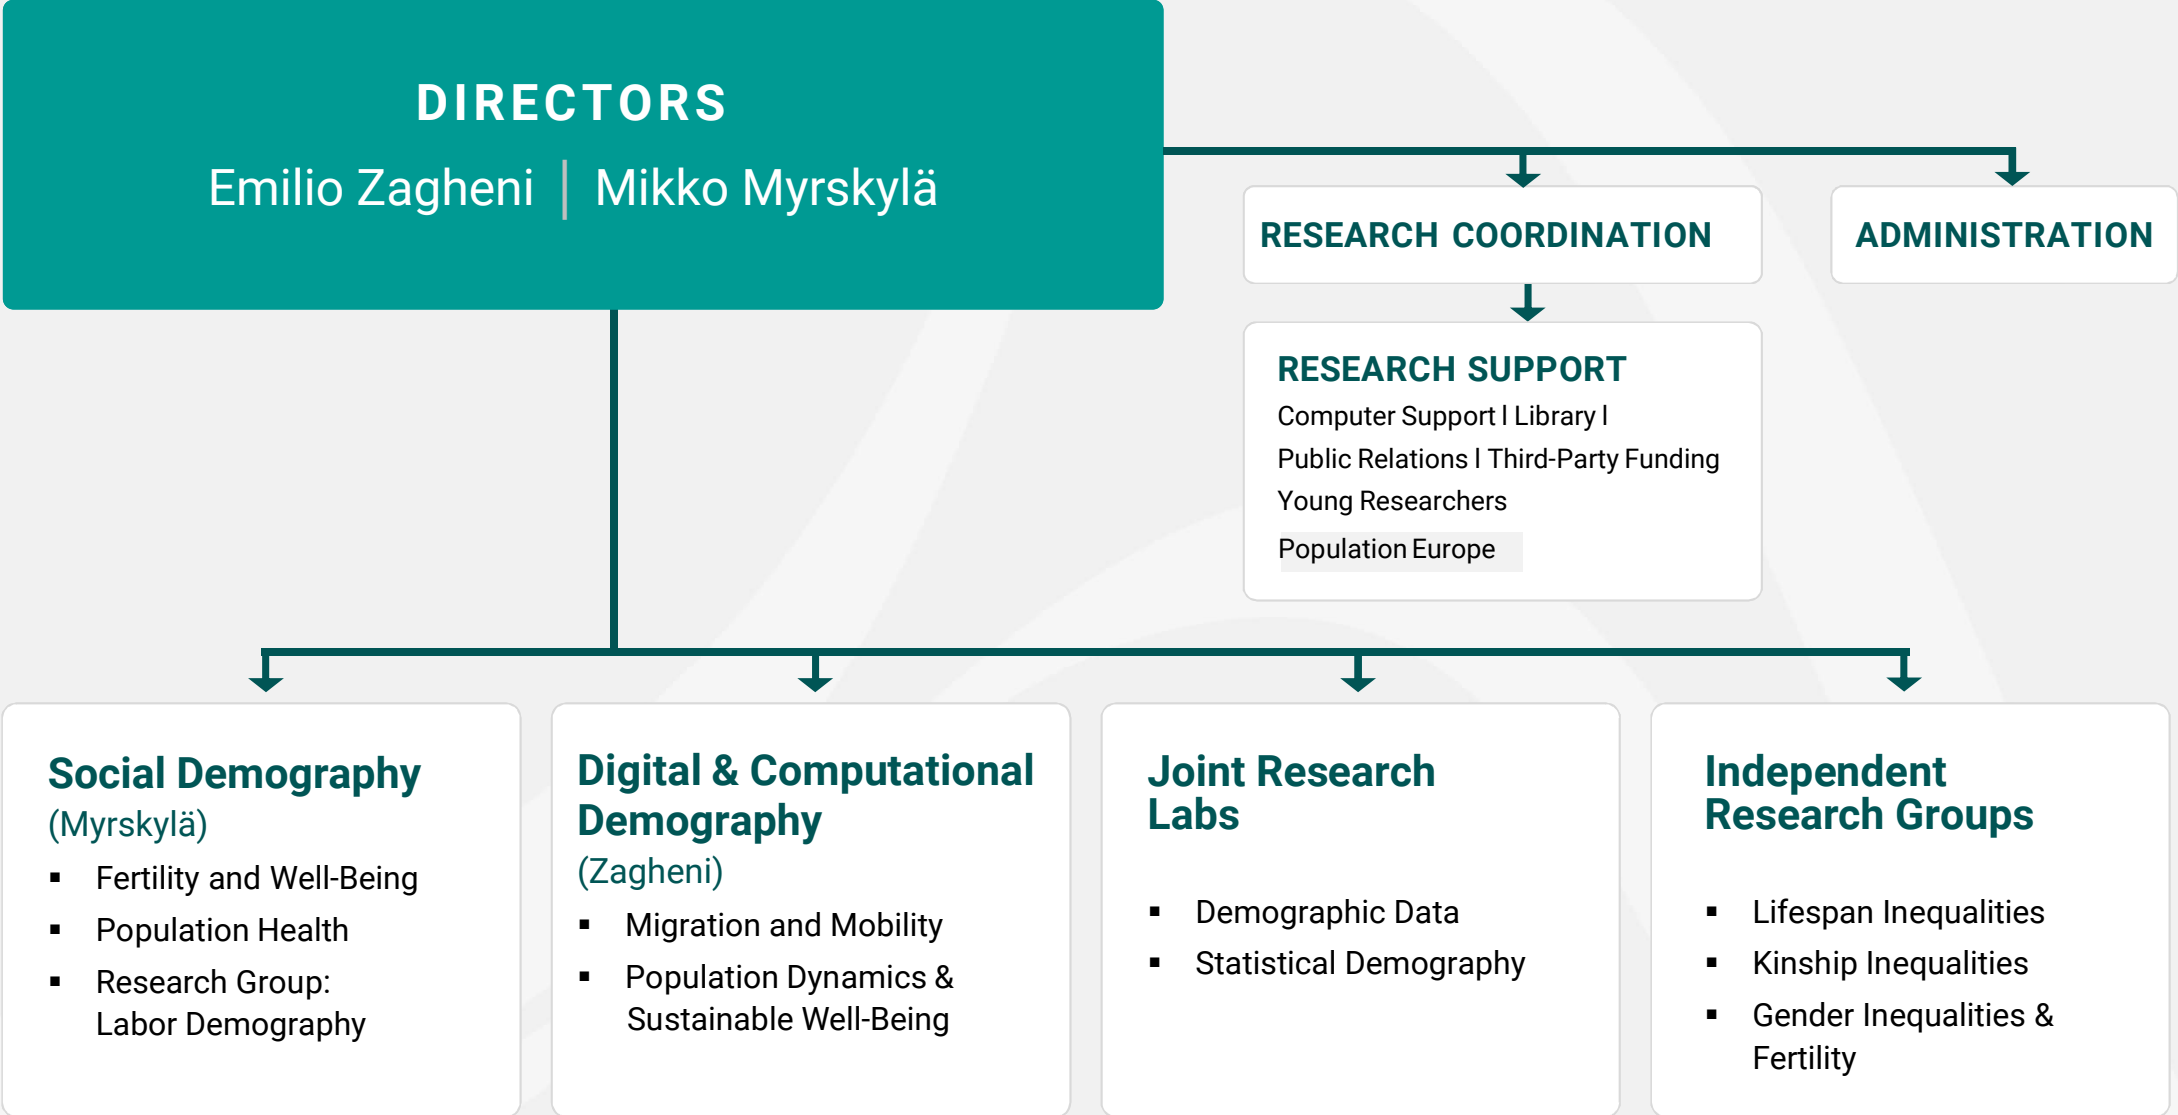 DIRECTORS
Emilio Zagheni | Mikko Myrskylä
RESEARCH COORDINATION
ADMINISTRATION
RESEARCH SUPPORT
Computer Support l Library l
Public Relations l Third-Party Funding
Young Researchers
Population Europe
Social Demography
(Myrskylä)
▪ Fertility and Well-Being
▪ Population Health
▪ Research Group:
Labor Demography
Digital & Computational
Demography
(Zagheni)
▪ Migration and Mobility
▪ Population Dynamics &
Sustainable Well-Being
Joint Research
Labs
▪ Demographic Data
▪ Statistical Demography
Independent
Research Groups
▪ Lifespan Inequalities
▪ Kinship Inequalities
▪ Gender Inequalities &
Fertility